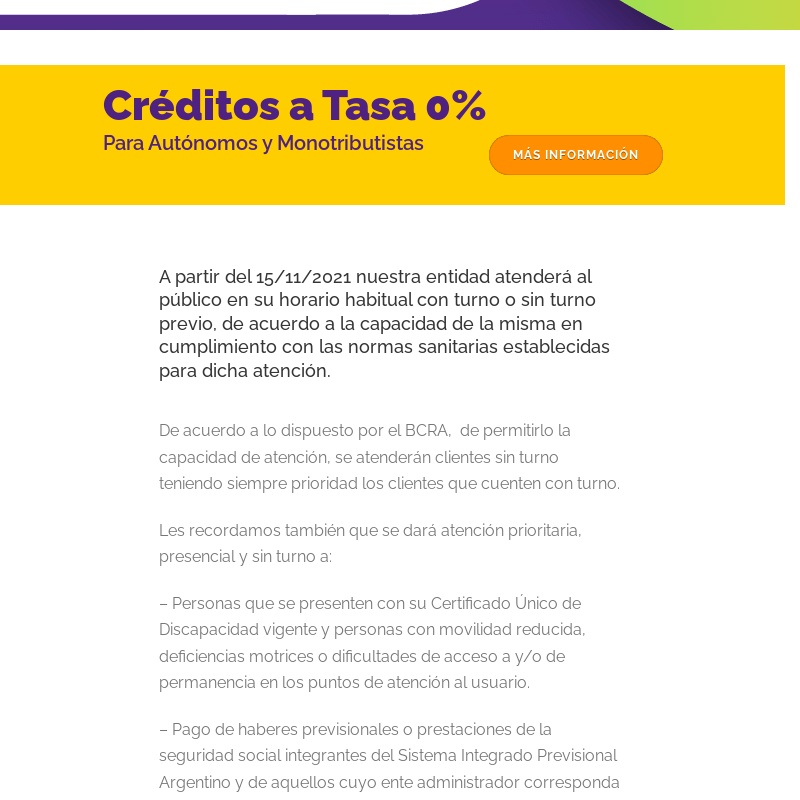 Créditos a Tasa 0%
Para Autónomos y Monotributistas
MÁS INFORMACIÓN
A partir del 15/11/2021 nuestra entidad atenderá al
público en su horario habitual con turno o sin turno
previo, de acuerdo a la capacidad de la misma en
cumplimiento con las normas sanitarias establecidas
para dicha atención.
De acuerdo a lo dispuesto por el BCRA,  de permitirlo la
capacidad de atención, se atenderán clientes sin turno
teniendo siempre prioridad los clientes que cuenten con turno.
Les recordamos también que se dará atención prioritaria,
presencial y sin turno a:
– Personas que se presenten con su Certificado Único de
Discapacidad vigente y personas con movilidad reducida,
deficiencias motrices o dificultades de acceso a y/o de
permanencia en los puntos de atención al usuario.
– Pago de haberes previsionales o prestaciones de la
seguridad social integrantes del Sistema Integrado Previsional
Argentino y de aquellos cuyo ente administrador corresponda